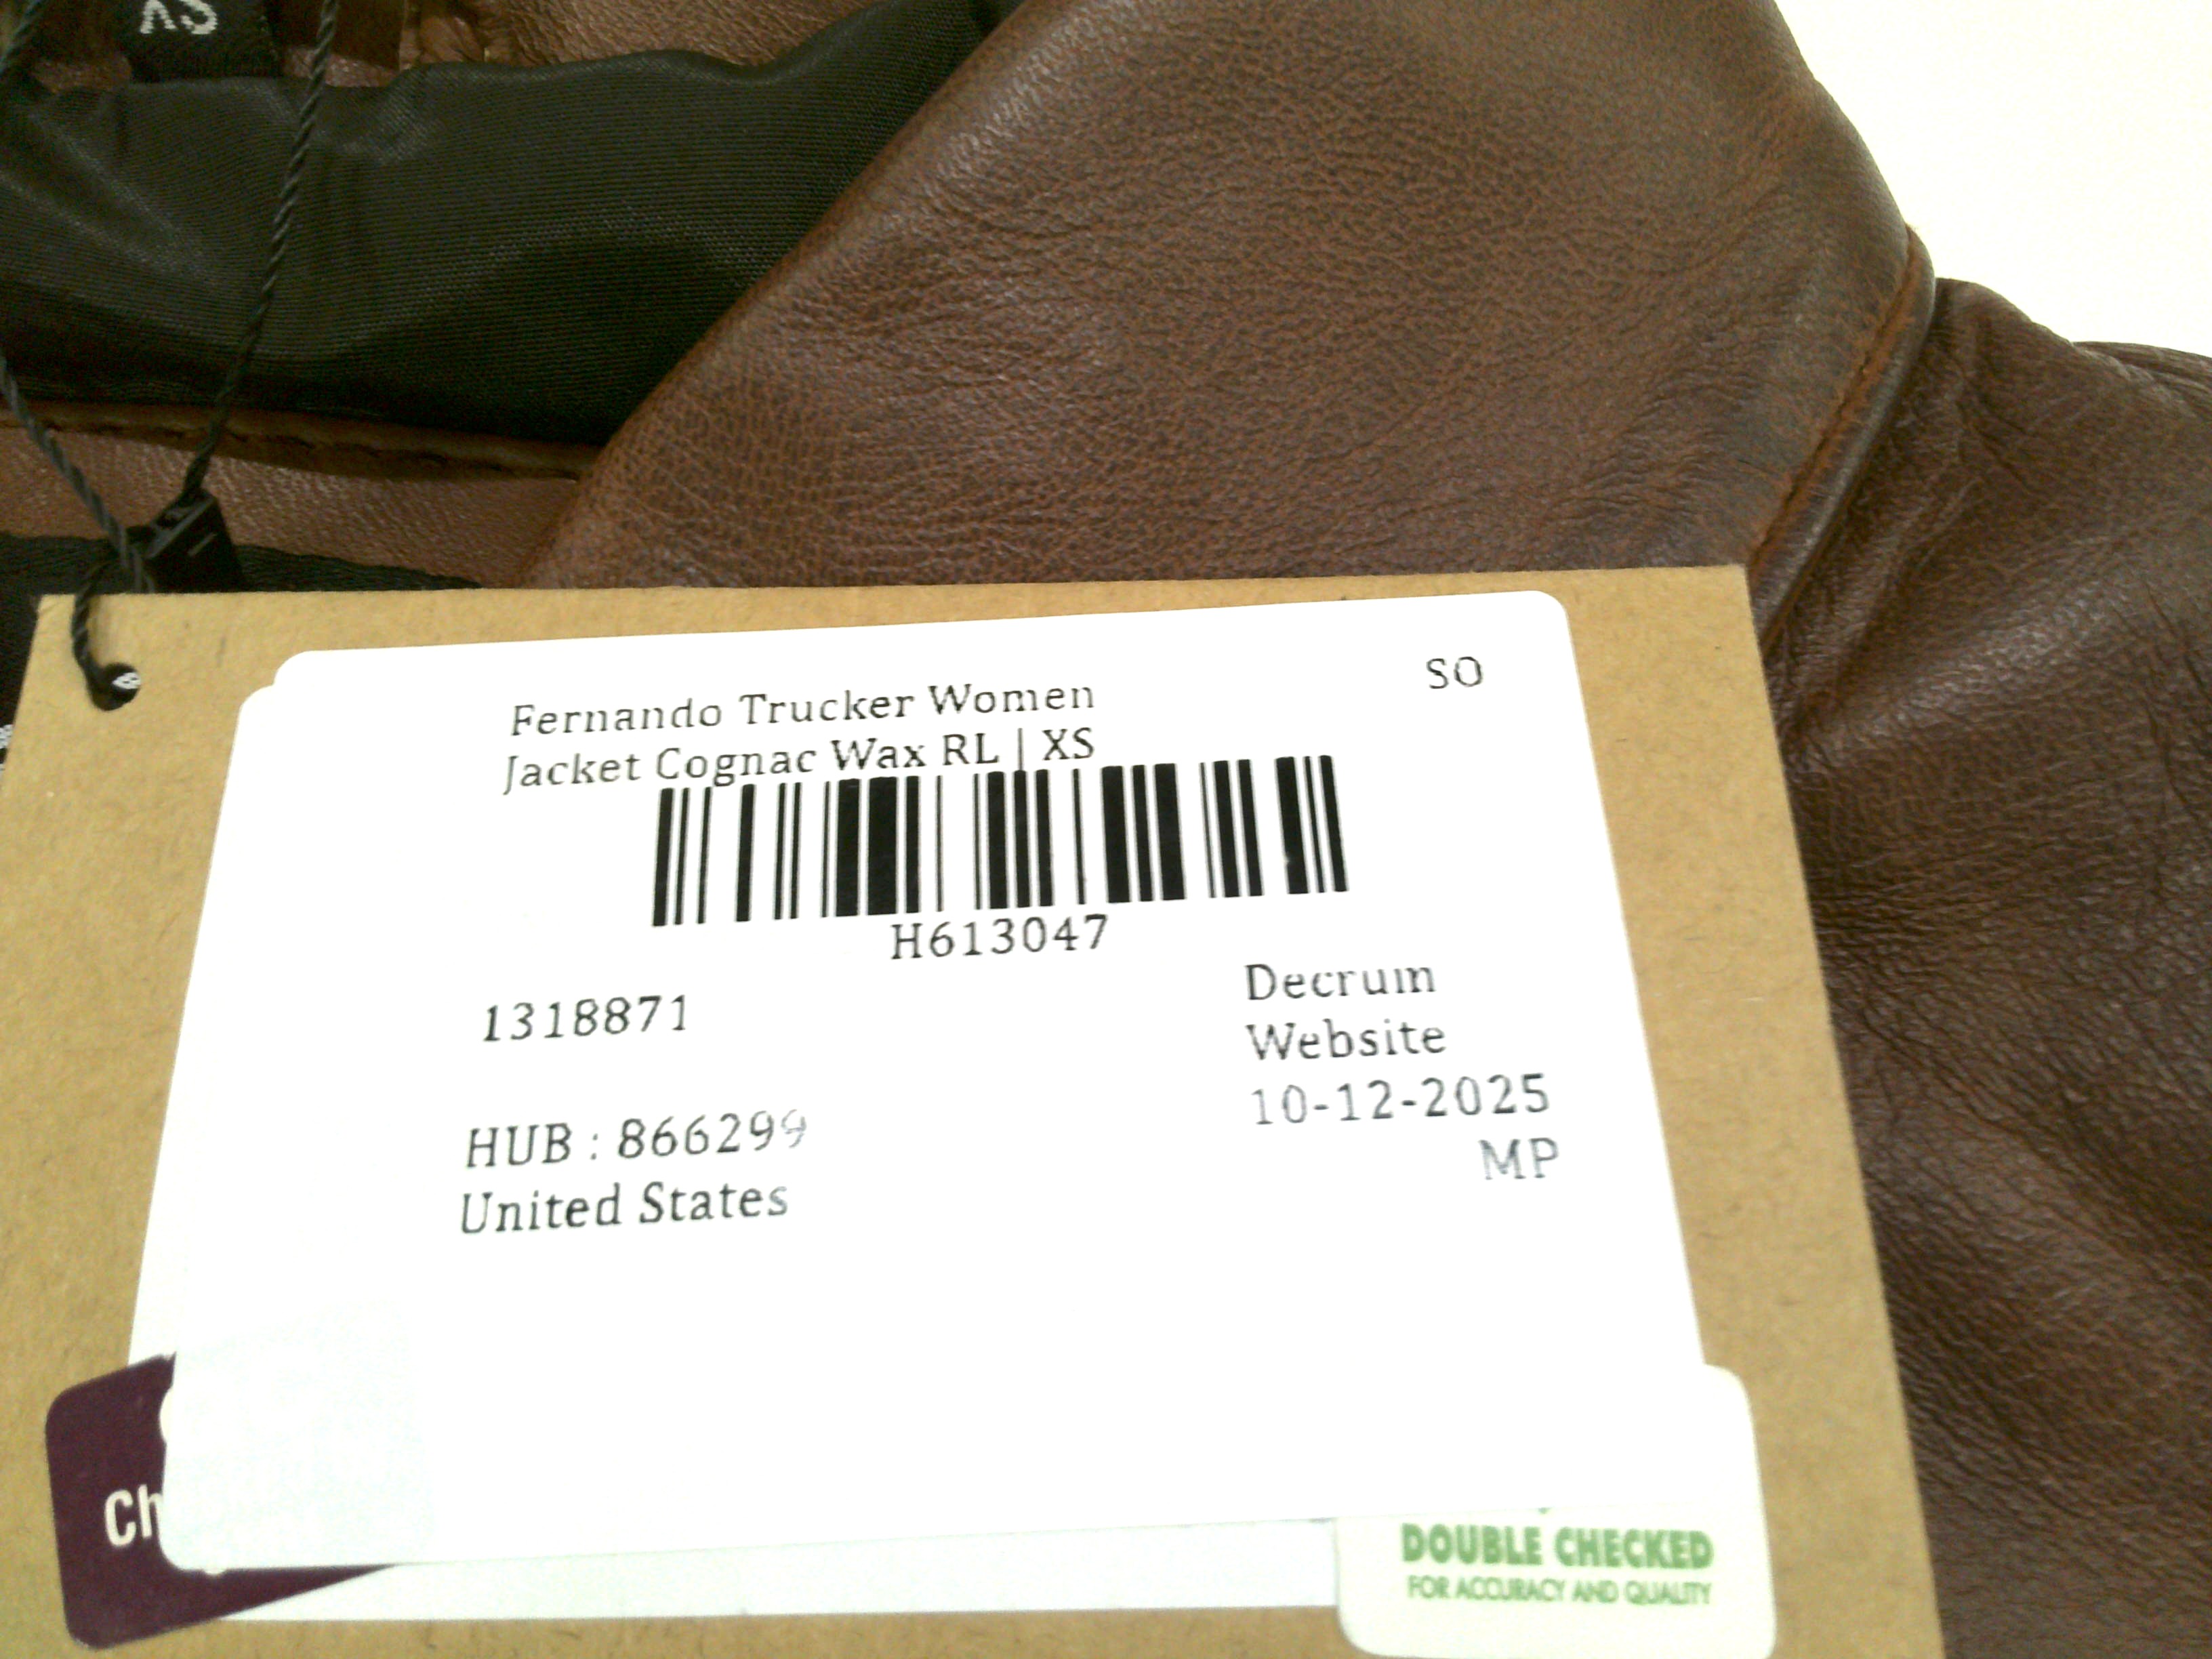 XS
Fernando Trucker Women
Jacket Cognac Wax RL | XS
SO
H613047
1318871
Decrum
Website
10-12-2025
MP
HUB : 866299
United States
Ch
DOUBLE CHECKED
FOR ACCURACY AND QUALITY